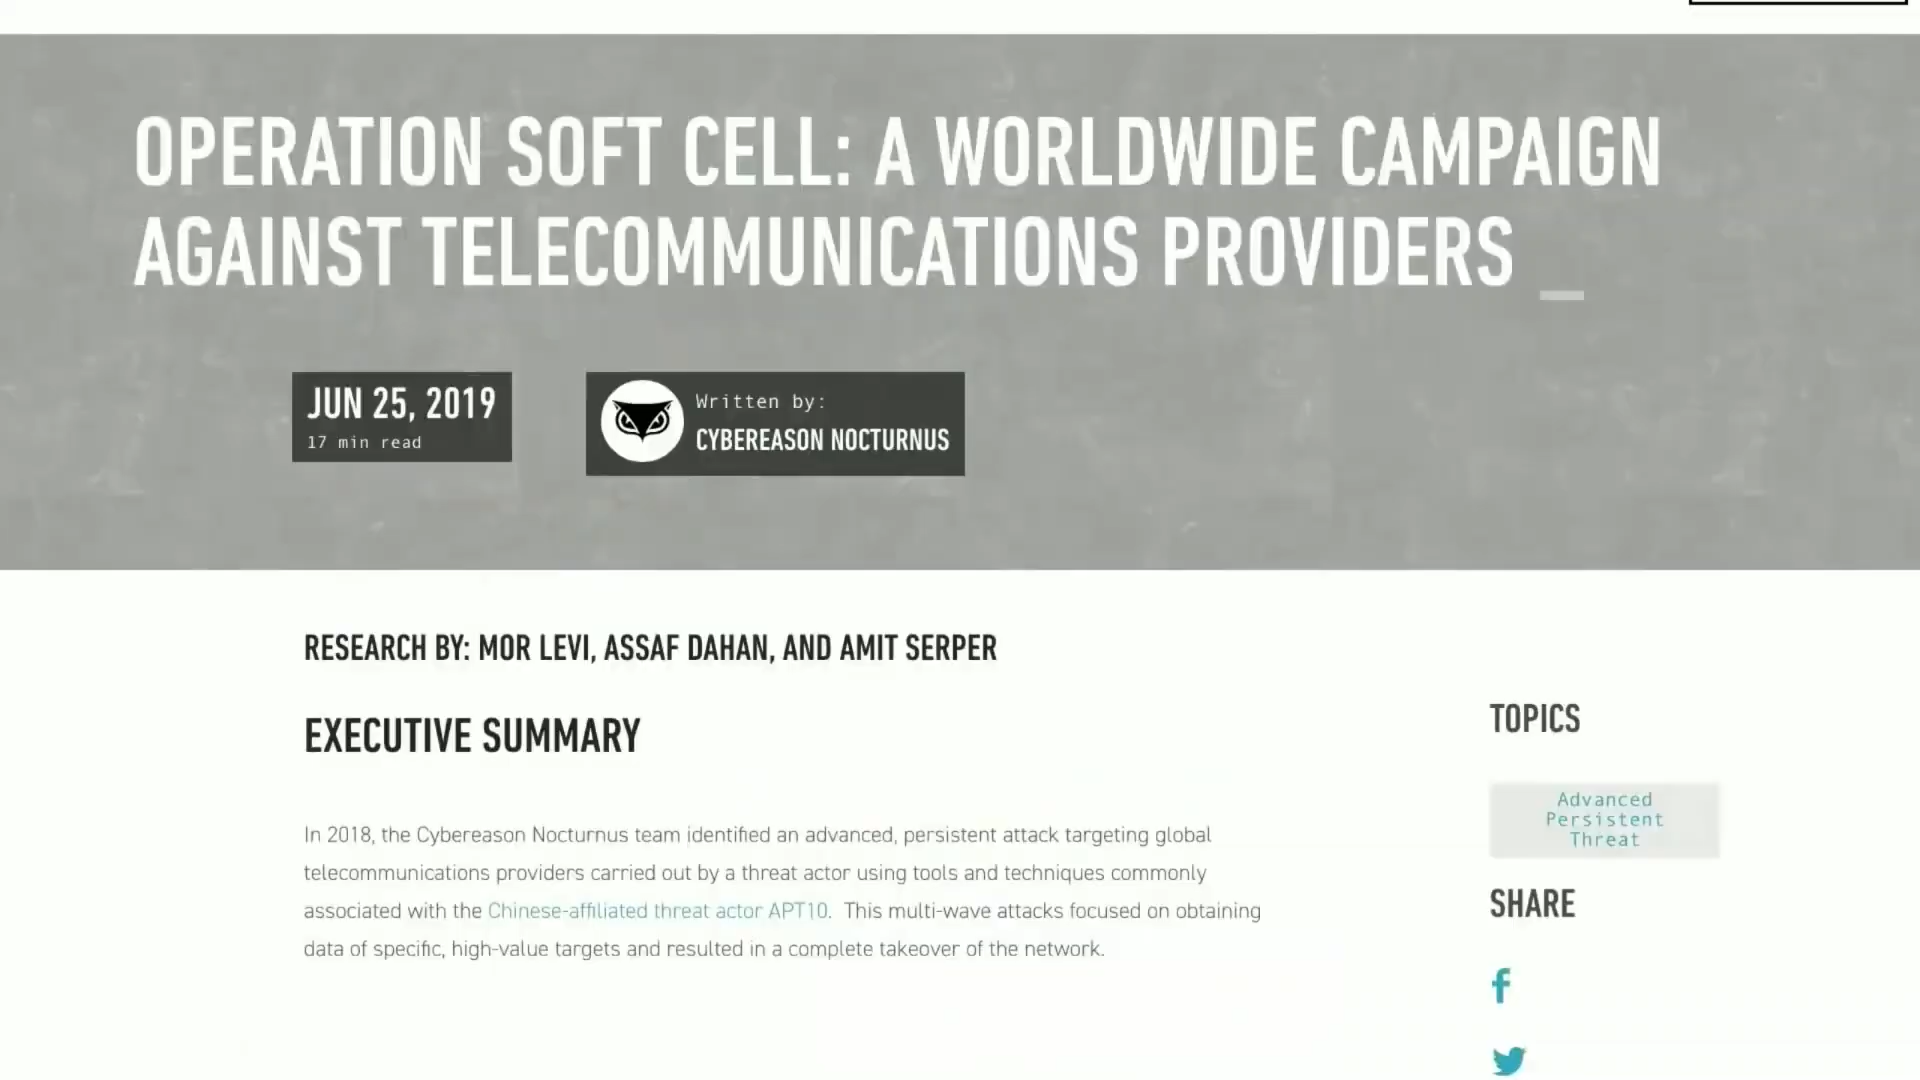 OPERATION SOFT CELL: A WORLDWIDE CAMPAIGN
AGAINST TELECOMMUNICATIONS PROVIDERS _
JUN 25, 2019
17 min read
Written by:
CYBEREASON NOCTURNUS
RESEARCH BY: MOR LEVI, ASSAF DAHAN, AND AMIT SERPER
EXECUTIVE SUMMARY
In 2018, the Cybereason Nocturnus team identified an advanced, persistent attack targeting global
telecommunications providers carried out by a threat actor using tools and techniques commonly
associated with the Chinese-affiliated threat actor APT10. This multi-wave attacks focused on obtaining
data of specific, high-value targets and resulted in a complete takeover of the network.
TOPICS
Advanced
Persistent
Threat
SHARE